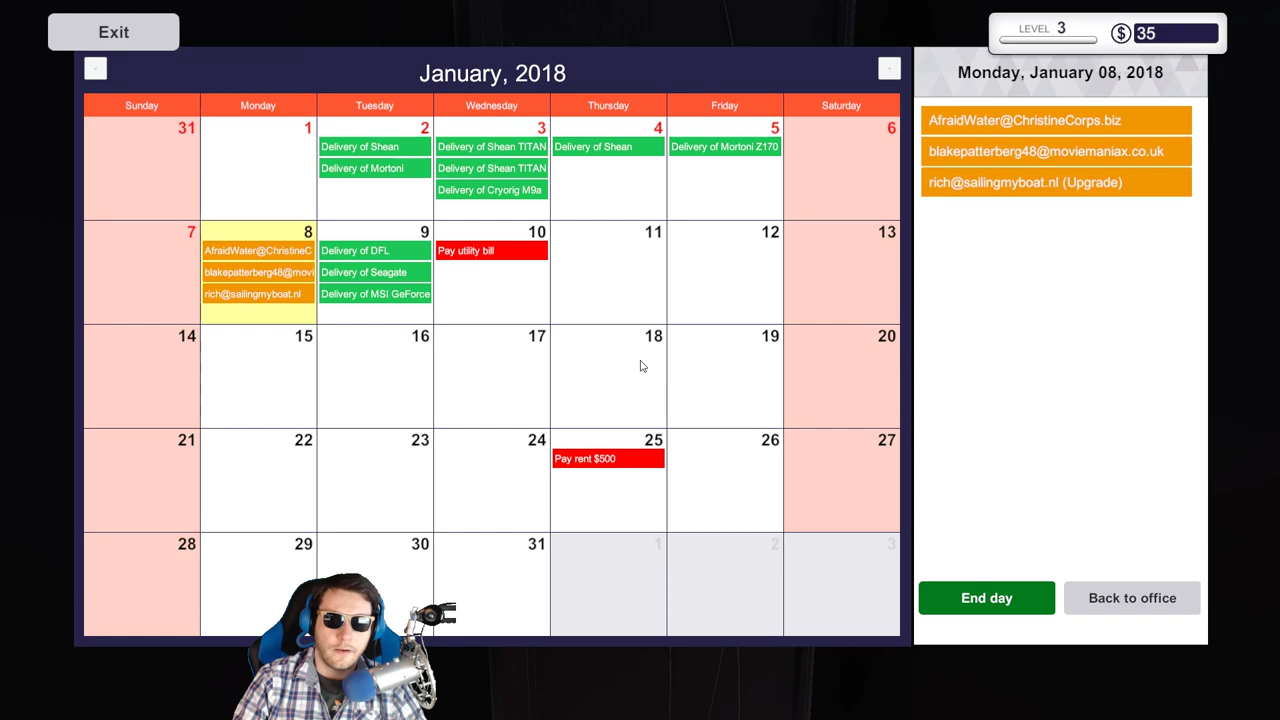 Exit
LEVEL 3
$ 35
January, 2018
Monday, January 08, 2018
Sunday Monday Tuesday Wednesday Thursday Friday Saturday
31 1 2 3 4 5 6
Delivery of Shean Delivery of Shean TITAN Delivery of Shean Delivery of Mortoni Z170
Delivery of Mortoni Delivery of Shean TITAN
Delivery of Cryorig M9a
7 8 9 10 11 12 13
AfraidWater@ChristineC Delivery of DFL Pay utility bill
blakepatterberg48@movi Delivery of Seagate
rich@sailingmyboat.nl Delivery of MSI GeForce
14 15 16 17 18 19 20
21 22 23 24 25 26 27
Pay rent $500
28 29 30 31 1 2 3
AfraidWater@ChristineCorps.biz
blakepatterberg48@moviemaniax.co.uk
rich@sailingmyboat.nl (Upgrade)
End day Back to office